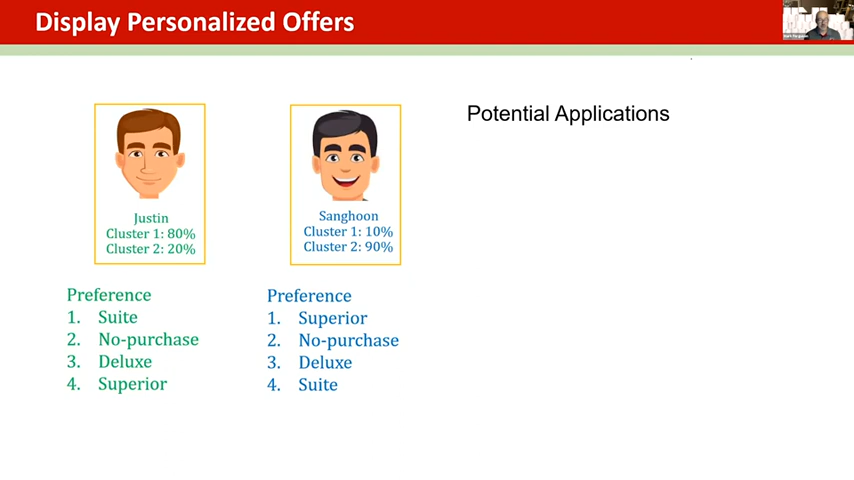 Display Personalized Offers
Potential Applications
Justin
Cluster 1: 80%
Cluster 2: 20%
Sanghoon
Cluster 1: 10%
Cluster 2: 90%
Preference
1. Suite
2. No-purchase
3. Deluxe
4. Superior
Preference
1. Superior
2. No-purchase
3. Deluxe
4. Suite